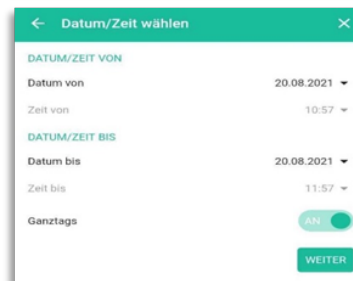 Datum/Zeit wählen
DATUM/ZEIT VON
Datum von 20.08.2021
Zeit von 10:57
DATUM/ZEIT BIS
Datum bis 20.08.2021
Zeit bis 11:57
Ganztags AN
WEITER